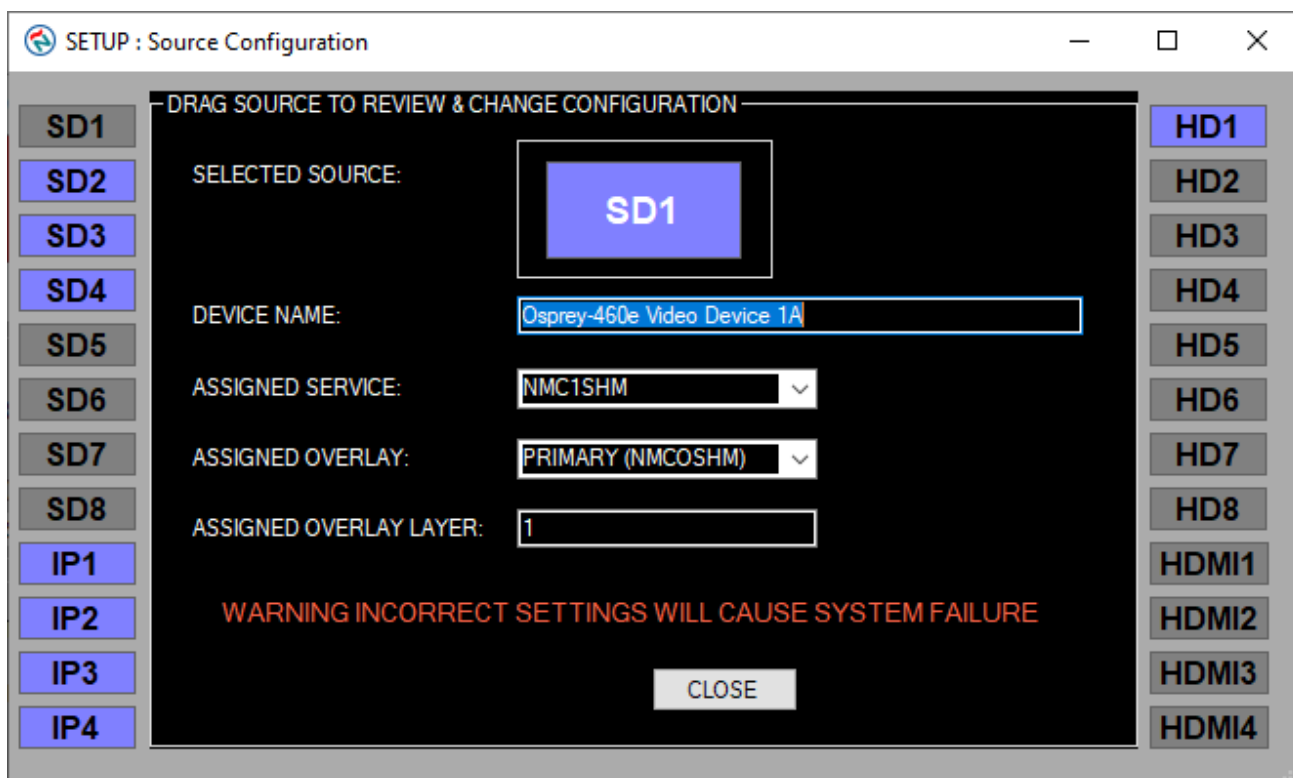 SETUP : Source Configuration
DRAG SOURCE TO REVIEW & CHANGE CONFIGURATION
SD1
SD2
SD3
SD4
SD5
SD6
SD7
SD8
IP1
IP2
IP3
IP4
SELECTED SOURCE:
SD1
DEVICE NAME:
Osprey-460e Video Device 1A
ASSIGNED SERVICE:
NMC1SHM
ASSIGNED OVERLAY:
PRIMARY (NMCOSHM)
ASSIGNED OVERLAY LAYER:
1
WARNING INCORRECT SETTINGS WILL CAUSE SYSTEM FAILURE
CLOSE
HD1
HD2
HD3
HD4
HD5
HD6
HD7
HD8
HDMI1
HDMI2
HDMI3
HDMI4